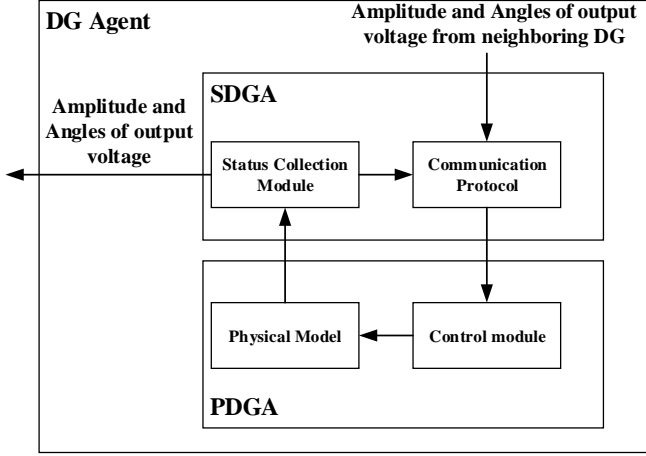 DG Agent
Amplitude and Angles of output
voltage from neighboring DG
SDGA
Amplitude and
Angles of output
voltage
Status Collection
Module
Communication
Protocol
Physical Model
Control module
PDGA